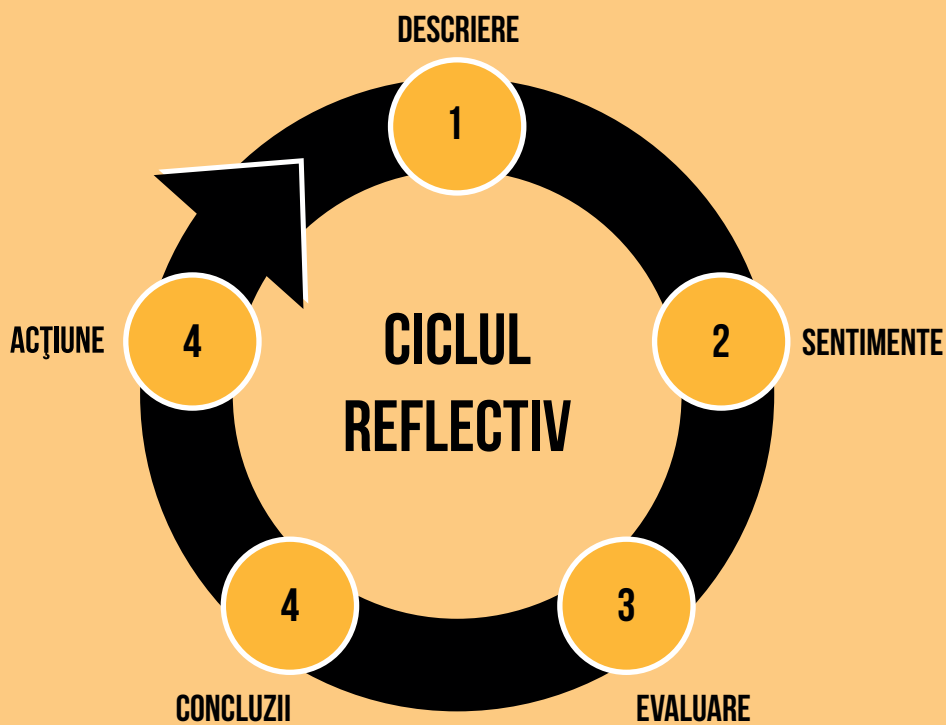 DESCRIERE
1
2
SENTIMENTE
3
EVALUARE
4
CONCLUZII
ACŢIUNE
4
CICLUL
REFLECTIV